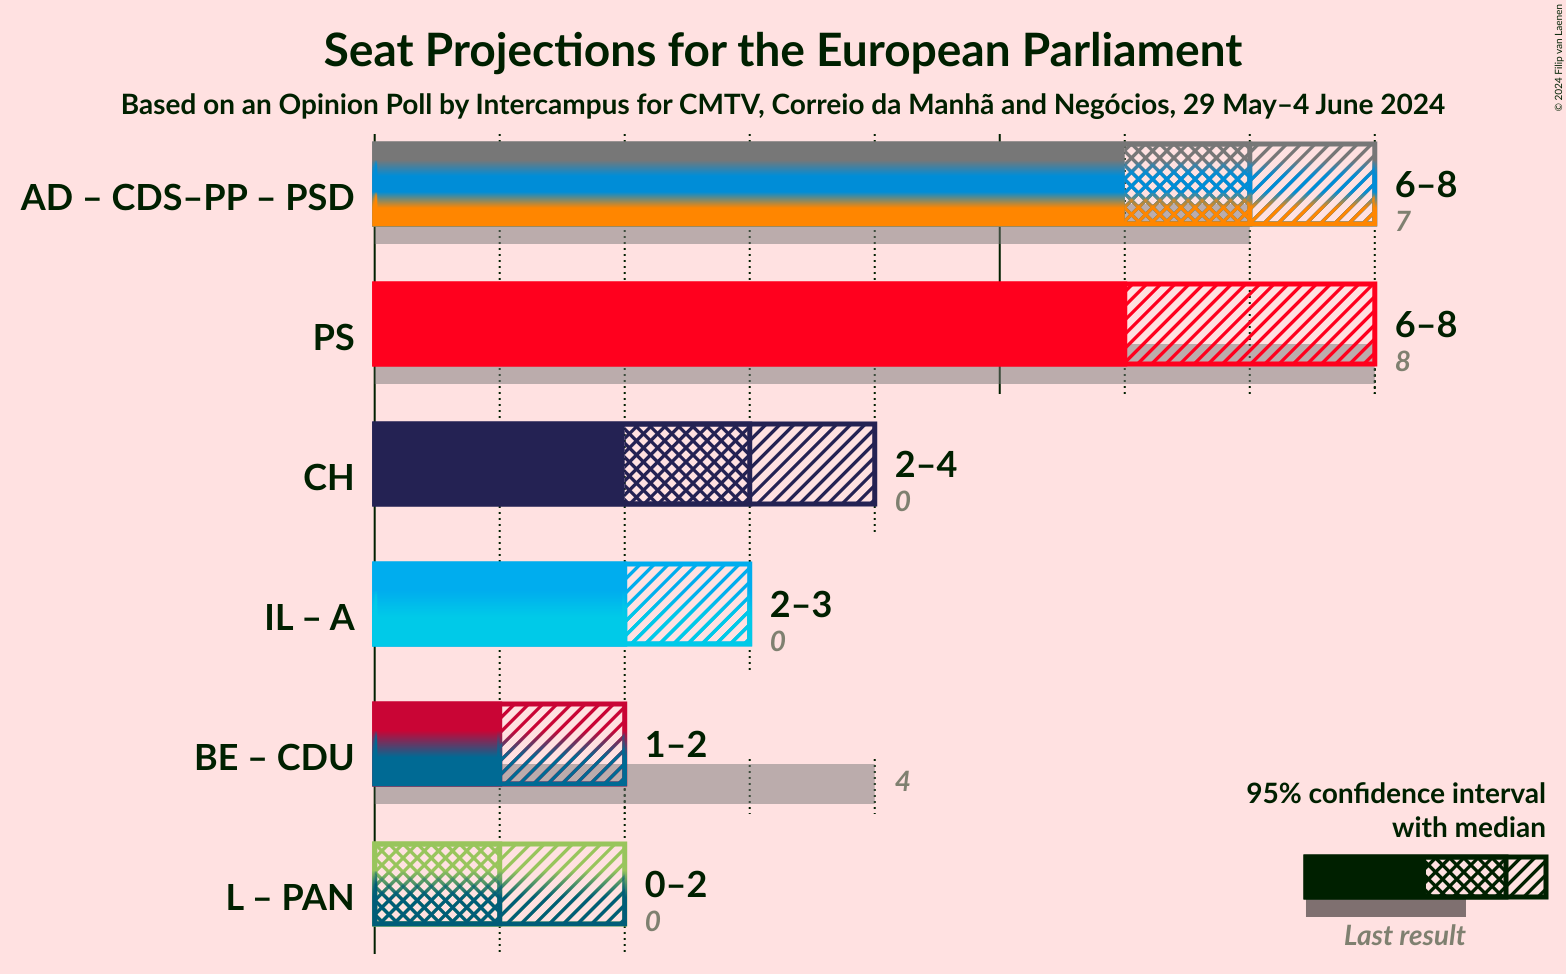 Seat Projections for the European Parliament
Based on an Opinion Poll by Intercampus for CMTV, Correio da Manhã and Negócios, 29 May–4 June 2024
© 2024 Filip van Laenen
AD – CDS–PP – PSD
6–8
7
PS
6–8
8
CH
2–4
0
IL – A
2–3
0
BE – CDU
1–2
4
L – PAN
0–2
0
95% confidence interval
with median
Last result